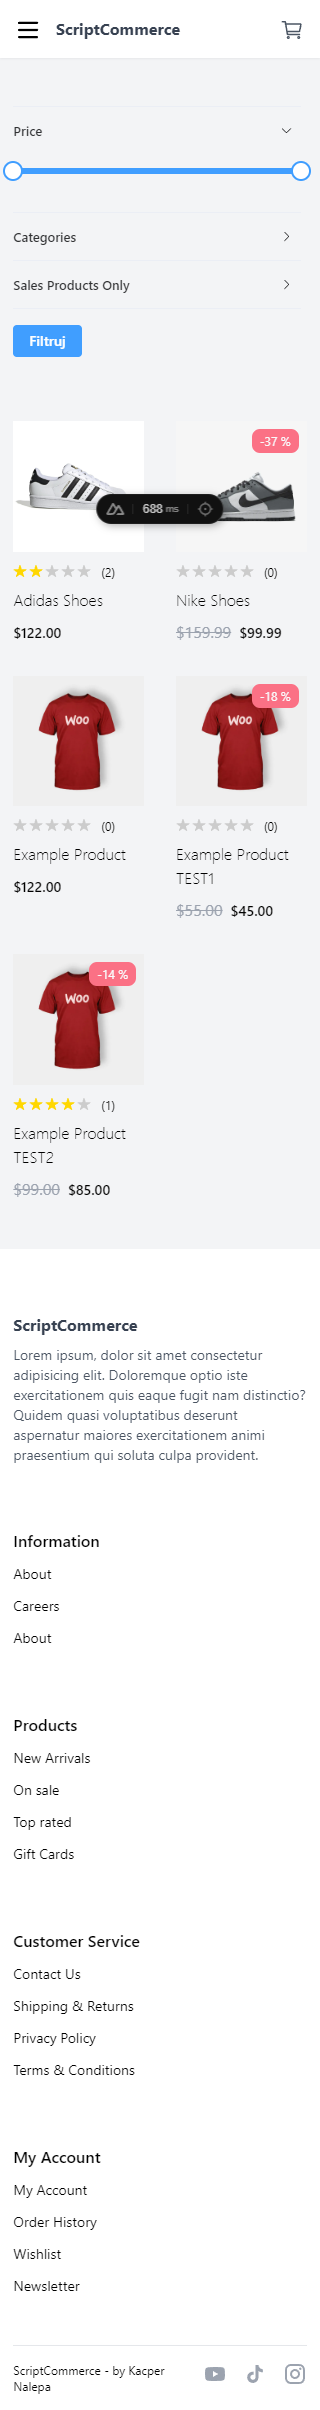 ScriptCommerce
Price
Categories
Sales Products Only
Filtruj
-37 %
688 ms
(2)
(0)
Adidas Shoes
Nike Shoes
$122.00
$159.99 $99.99
WOO
WOO
-18 %
(0)
(0)
Example Product
Example Product
TEST1
$122.00
$55.00 $45.00
WOO
-14 %
(1)
Example Product
TEST2
$99.00 $85.00
ScriptCommerce
Lorem ipsum, dolor sit amet consectetur
adipisicing elit. Doloremque optio iste
exercitationem quis eaque fugit nam distinctio?
Quidem quasi voluptatibus deserunt
aspernatur maiores exercitationem animi
praesentium qui soluta culpa provident.
Information
About
Careers
About
Products
New Arrivals
On sale
Top rated
Gift Cards
Customer Service
Contact Us
Shipping & Returns
Privacy Policy
Terms & Conditions
My Account
My Account
Order History
Wishlist
Newsletter
ScriptCommerce - by Kacper
Nalepa